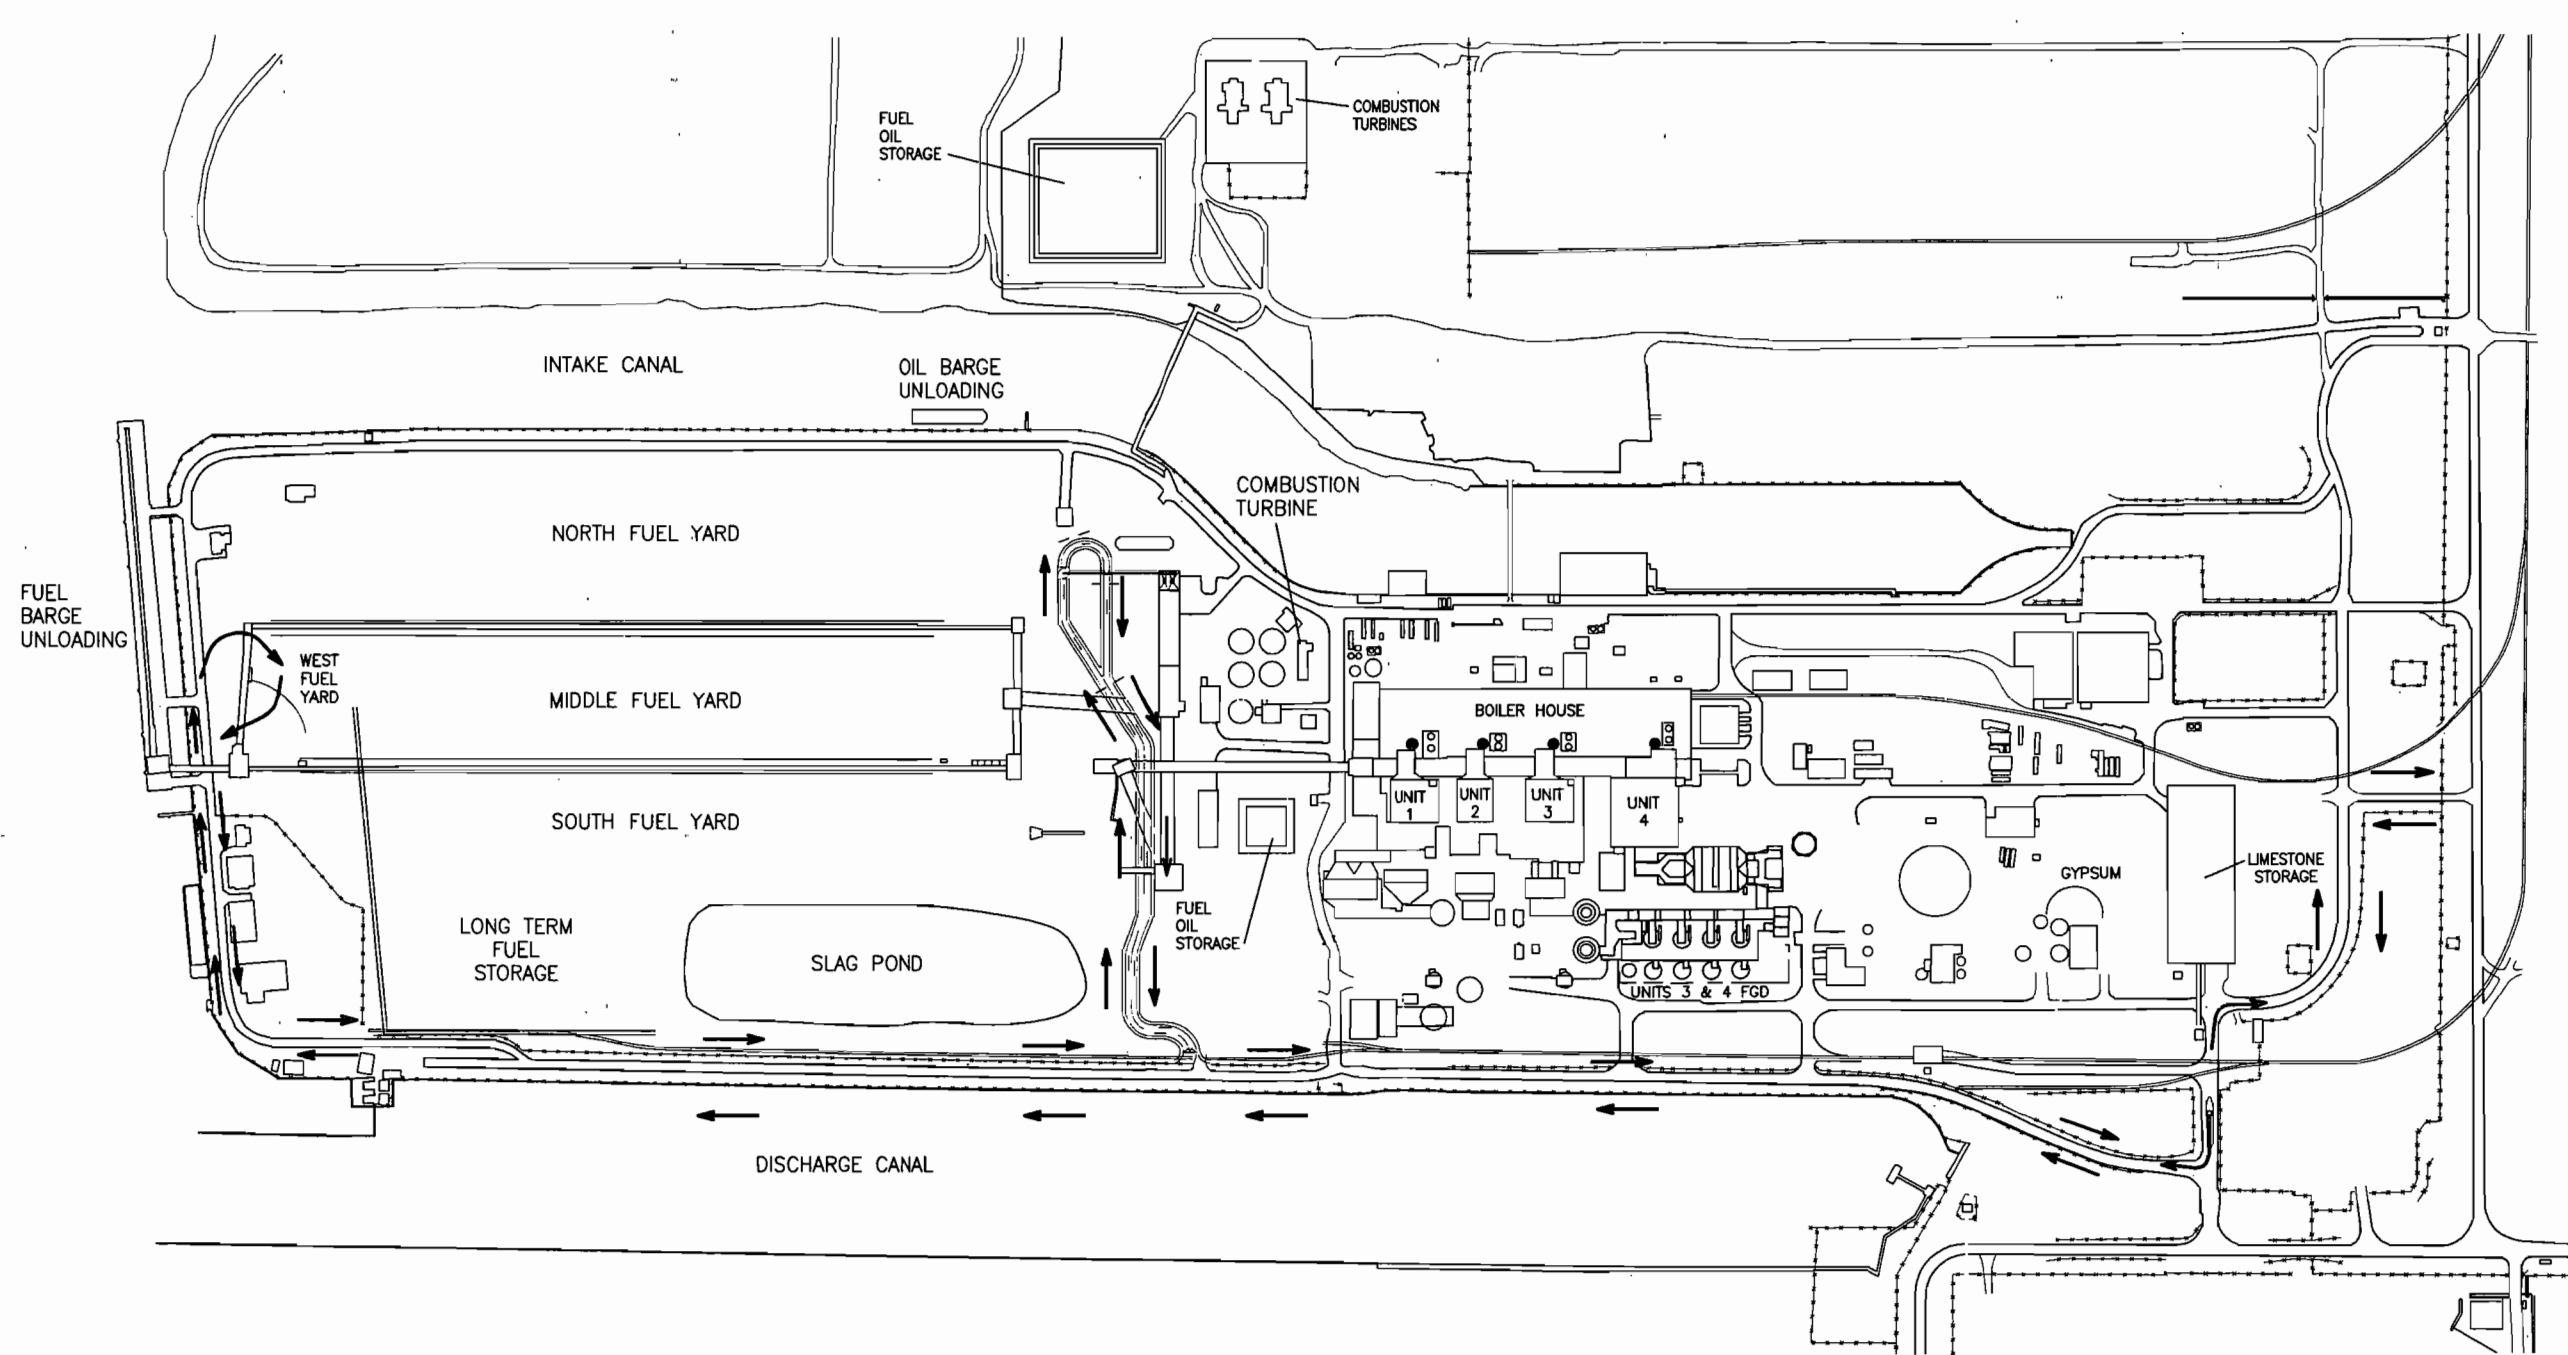 FUEL
OIL
STORAGE
COMBUSTION
TURBINES
INTAKE CANAL
OIL BARGE
UNLOADING
COMBUSTION
TURBINE
NORTH FUEL YARD
FUEL
BARGE
UNLOADING
WEST
FUEL
YARD
MIDDLE FUEL YARD
BOILER HOUSE
SOUTH FUEL YARD
UNIT
1
UNIT
2
UNIT
3
UNIT
4
LIMESTONE
STORAGE
GYPSUM
LONG TERM
FUEL
STORAGE
SLAG POND
FUEL
OIL
STORAGE
UNITS 3 & 4 FGD
DISCHARGE CANAL